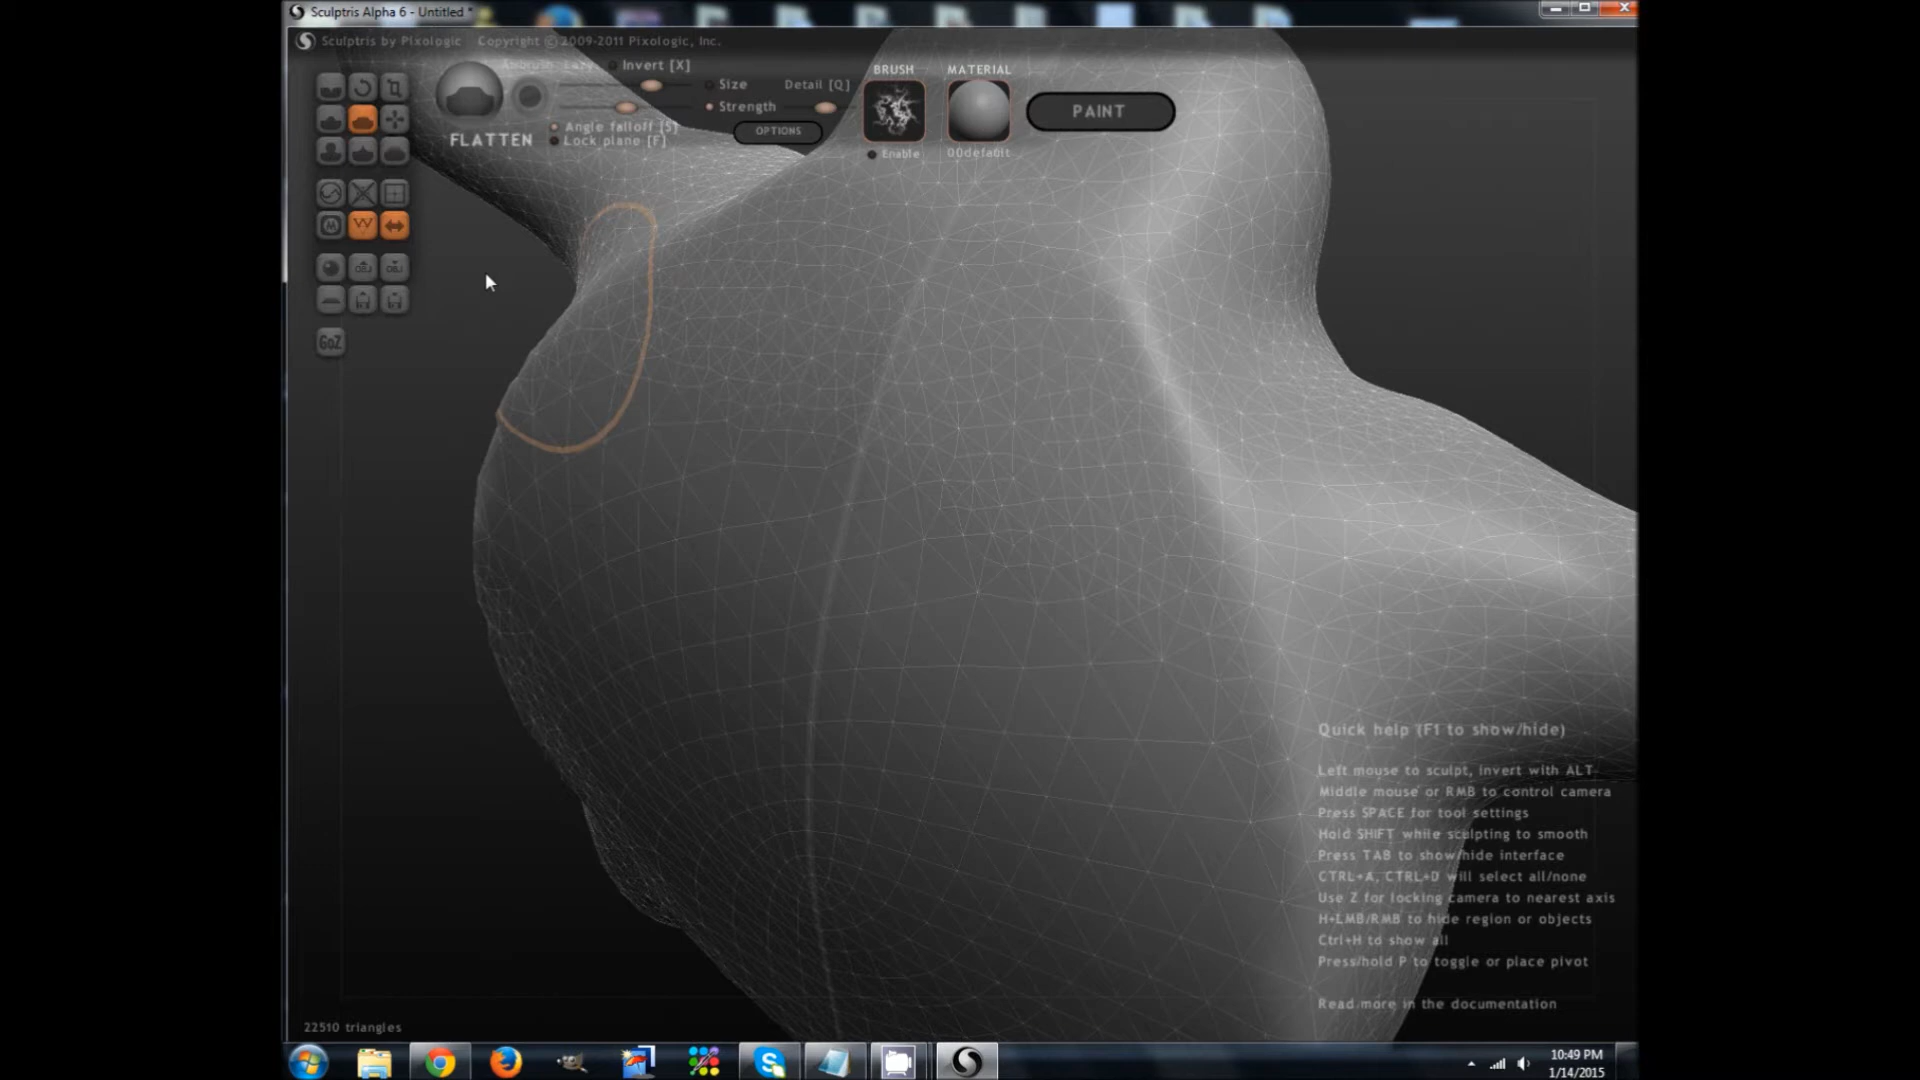 Sculptris Alpha 6 - Untitled *
Sculptris by Pixologic Copyright © 2009-2011 Pixologic, Inc.
Airbrush Lazy Invert [X]
Size Detail [Q]
Strength
FLATTEN
Angle falloff [S]
Lock plane [F]
OPTIONS
BRUSH
Enable
MATERIAL
00default
PAINT
M
W
OBJ OBJ
GoZ
Quick help (F1 to show/hide)
Left mouse to sculpt, invert with ALT
Middle mouse or RMB to control camera
Press SPACE for tool settings
Hold SHIFT while sculpting to smooth
Press TAB to show/hide interface
CTRL+A, CTRL+D will select all/none
Use Z for locking camera to nearest axis
H+LMB/RMB to hide region or objects
Ctrl+H to show all
Press/hold P to toggle or place pivot
Read more in the documentation
22510 triangles
10:49 PM
1/14/2015